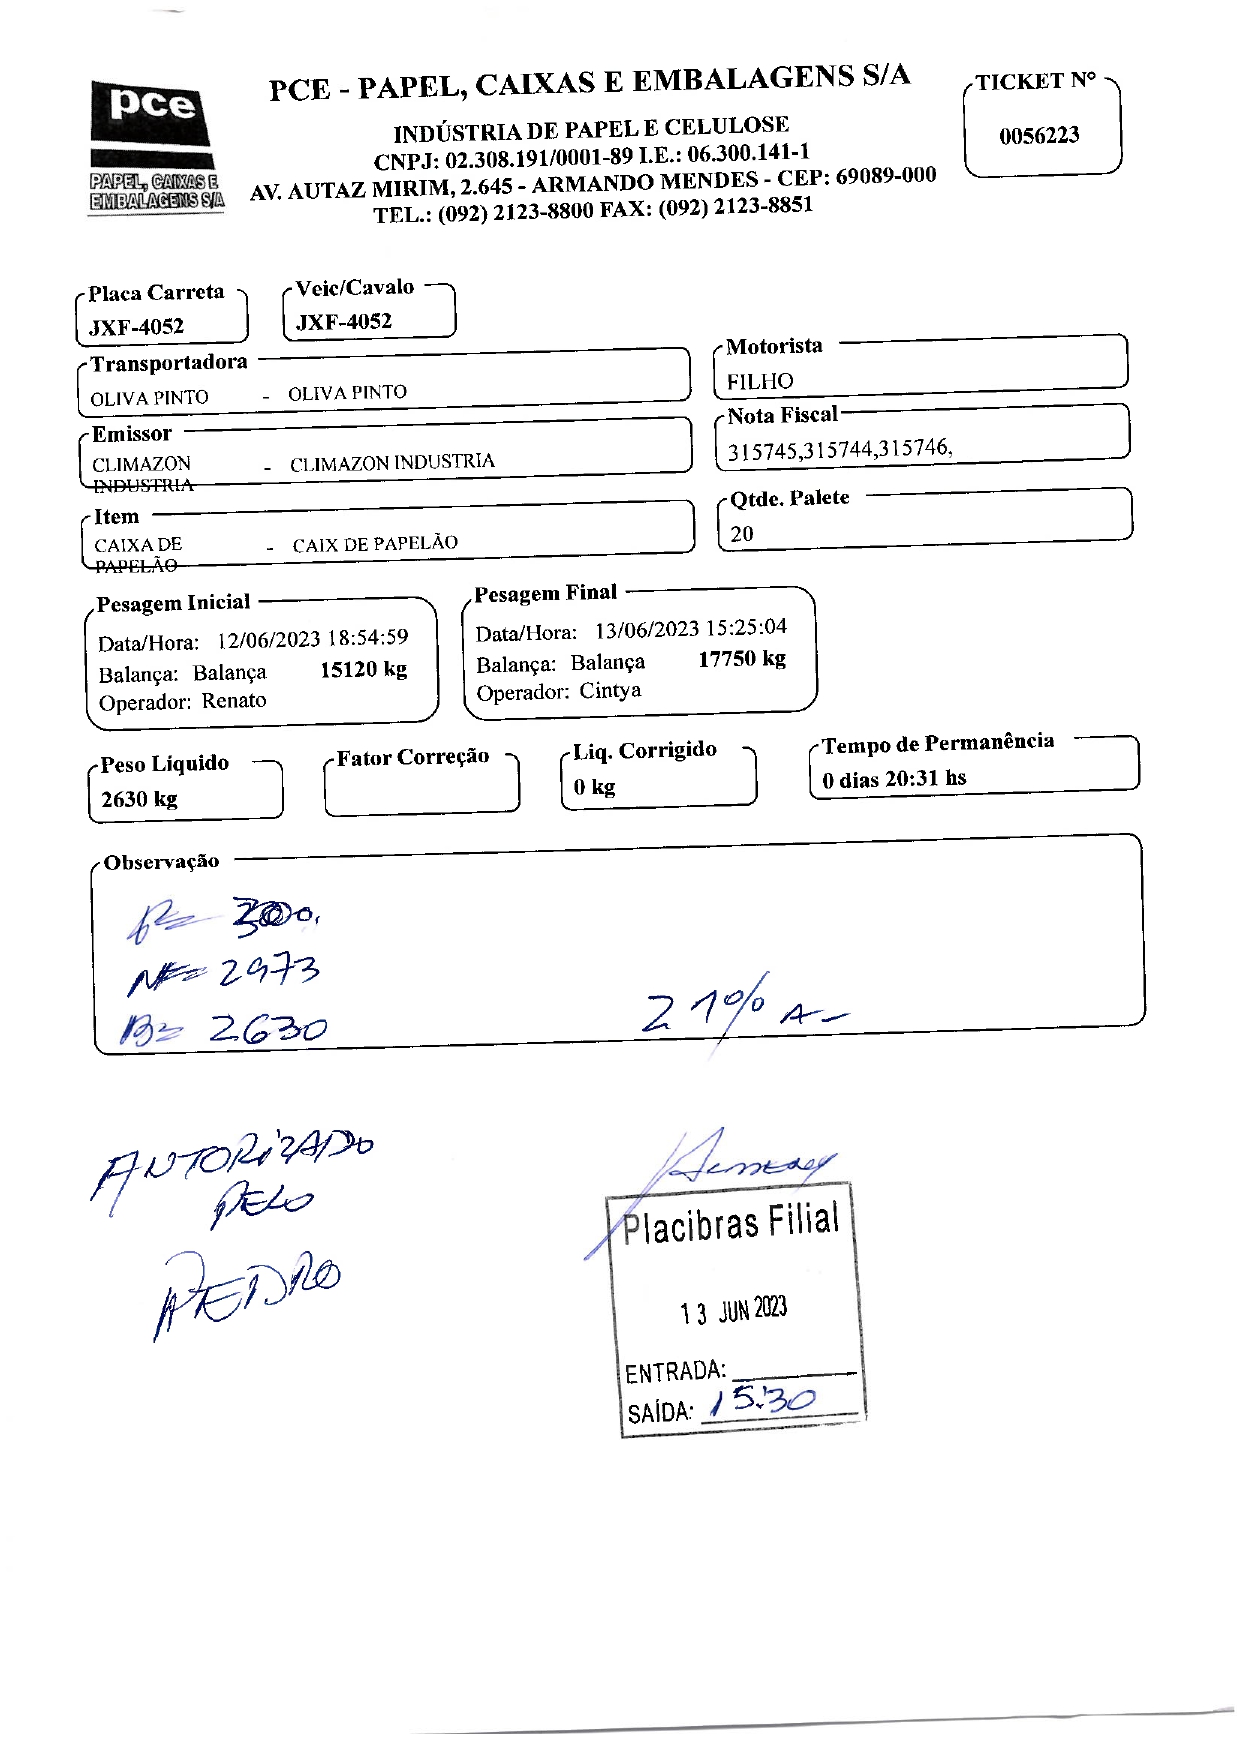 pce
PAPEL, CAIXAS E
EMBALAGENS S/A
PCE - PAPEL, CAIXAS E EMBALAGENS S/A
INDÚSTRIA DE PAPEL E CELULOSE
CNPJ: 02.308.191/0001-89 I.E.: 06.300.141-1
AV. AUTAZ MIRIM, 2.645 - ARMANDO MENDES - CEP: 69089-000
TEL.: (092) 2123-8800 FAX: (092) 2123-8851
TICKET Nº
0056223
Placa Carreta
JXF-4052
Veic/Cavalo
JXF-4052
Transportadora
OLIVA PINTO - OLIVA PINTO
Motorista
FILHO
Emissor
CLIMAZON - CLIMAZON INDUSTRIA
INDUSTRIA
Nota Fiscal
315745,315744,315746,
Item
CAIXA DE - CAIX DE PAPELÃO
PAPELÃO
Qtde. Palete
20
Pesagem Inicial
Data/Hora: 12/06/2023 18:54:59
Balança: Balança 15120 kg
Operador: Renato
Pesagem Final
Data/Hora: 13/06/2023 15:25:04
Balança: Balança 17750 kg
Operador: Cintya
Peso Líquido
2630 kg
Fator Correção
Liq. Corrigido
0 kg
Tempo de Permanência
0 dias 20:31 hs
Observação
P= 300.
NF= 2973
B= 2630
21% A-
AUTORIZADO
PELO
PEDRO
Placibras Filial
13 JUN 2023
ENTRADA:
SAÍDA: 15:30